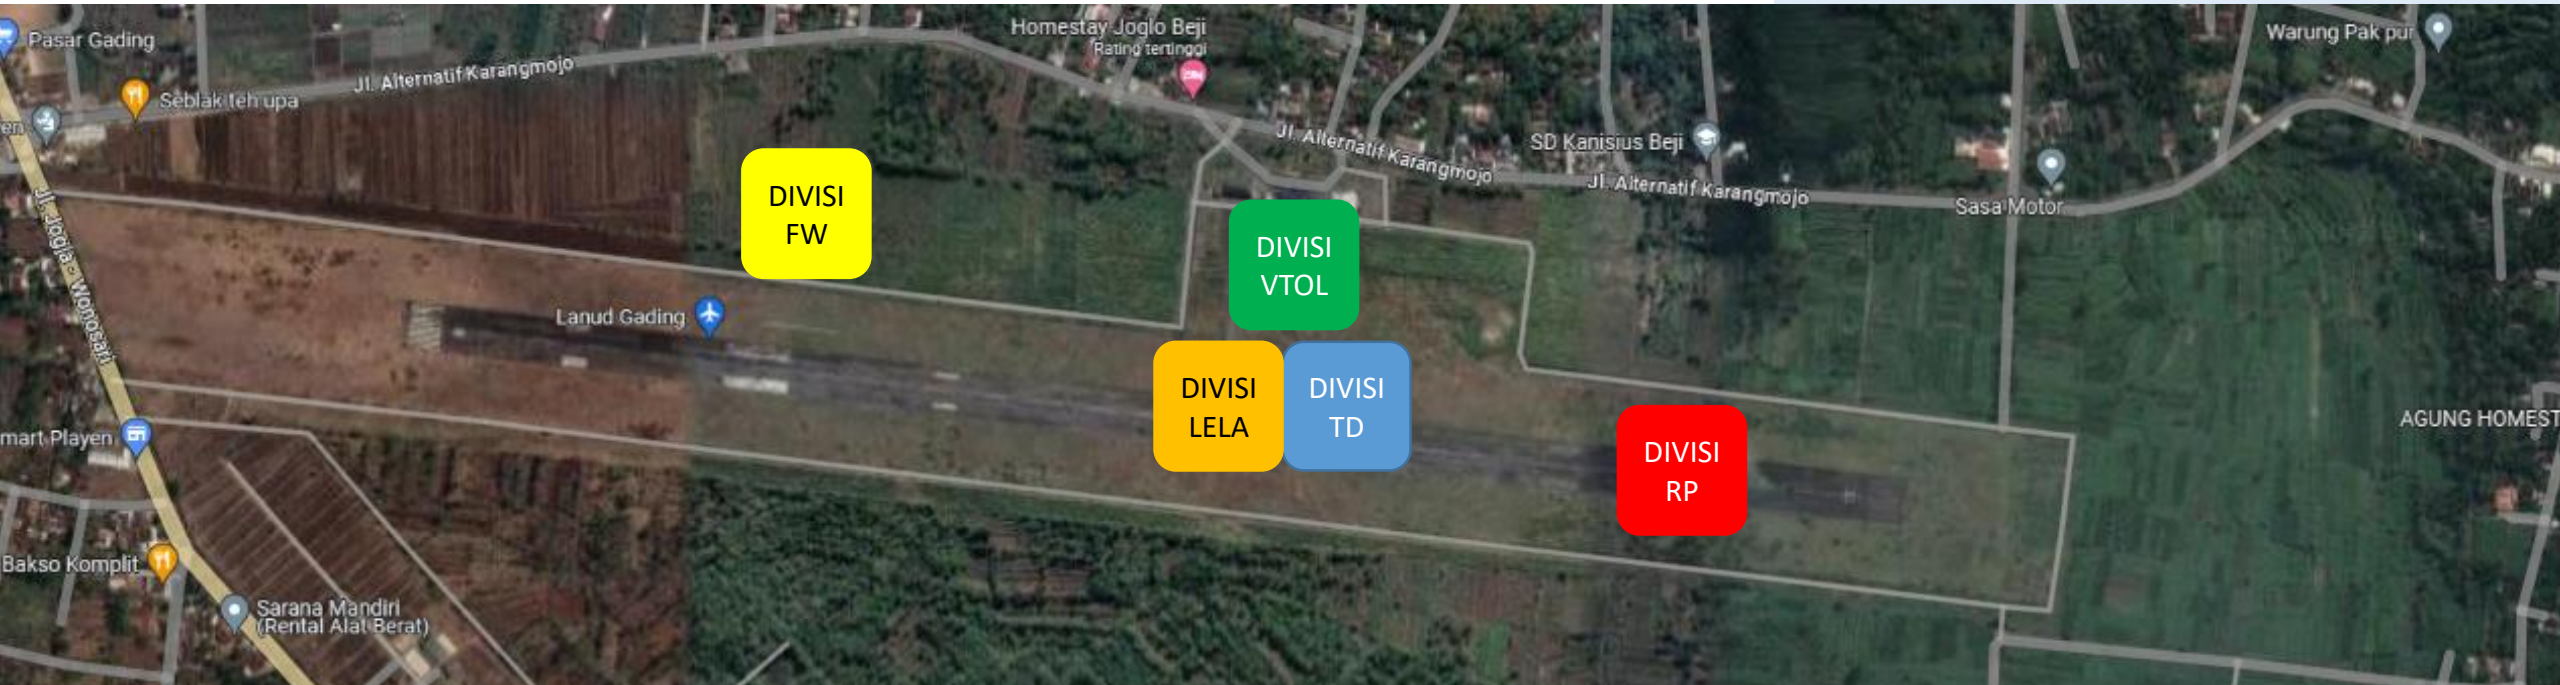 Pasar Gading
Seblak teh upa
Jl. Alternatif Karangmojo
Homestay Joglo Beji
Rating tertinggi
Warung Pak pur
en
Jl. Alternatif Karangmojo
SD Kanisius Beji
Jl. Alternatif Karangmojo
Sasa Motor
DIVISI
FW
DIVISI
VTOL
Jl. Jogja - Wonosari
Lanud Gading
DIVISI
LELA
DIVISI
TD
DIVISI
RP
AGUNG HOMEST
mart Playen
Bakso Komplit
Sarana Mandiri
(Rental Alat Berat)